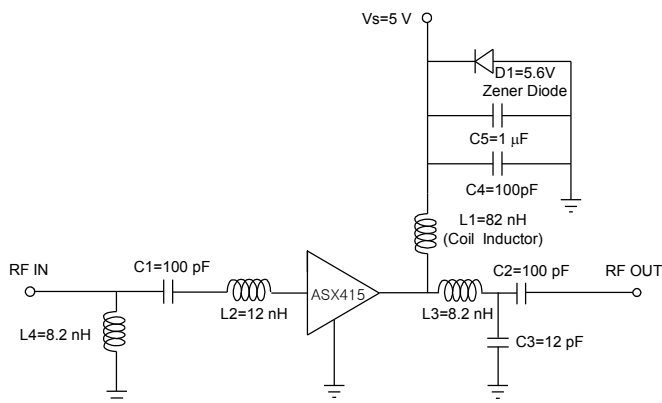 Vs=5 V
D1=5.6V
Zener Diode
C5=1 μF
C4=100pF
L1=82 nH
(Coil Inductor)
RF IN
C1=100 pF
ASX415
C2=100 pF
RF OUT
L2=12 nH
L3=8.2 nH
L4=8.2 nH
C3=12 pF